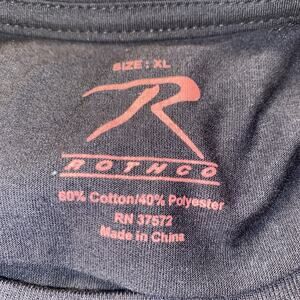 SIZE : XL
R
ROTHCO
60% Cotton/40% Polyester
RN 37572
Made in China